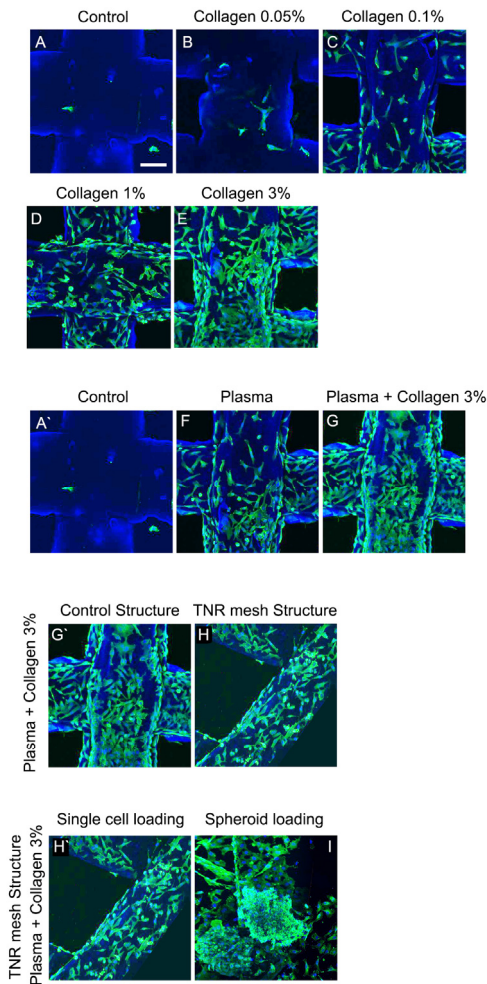 Control Collagen 0.05% Collagen 0.1%
A B C
Collagen 1% Collagen 3%
D E
Control Plasma Plasma + Collagen 3%
A` F G
Plasma + Collagen 3%
Control Structure TNR mesh Structure
G` H
TNR mesh Structure
Plasma + Collagen 3%
Single cell loading Spheroid loading
H` I